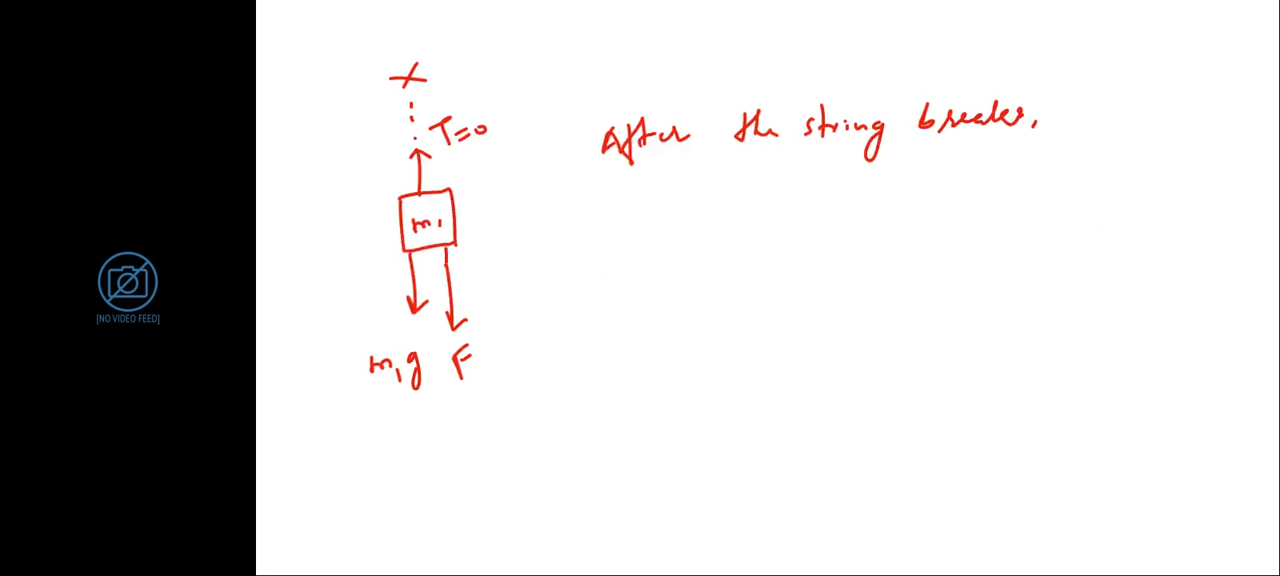 T=0
After the string breaks,
m₁
m₁g F
[NO VIDEO FEED]